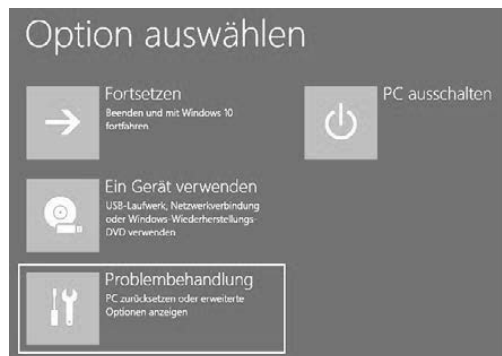 Option auswählen
Fortsetzen
Beenden und mit Windows 10
fortfahren
PC ausschalten
Ein Gerät verwenden
USB-Laufwerk, Netzwerkverbindung
oder Windows-Wiederherstellungs-
DVD verwenden
Problembehandlung
PC zurücksetzen oder erweiterte
Optionen anzeigen